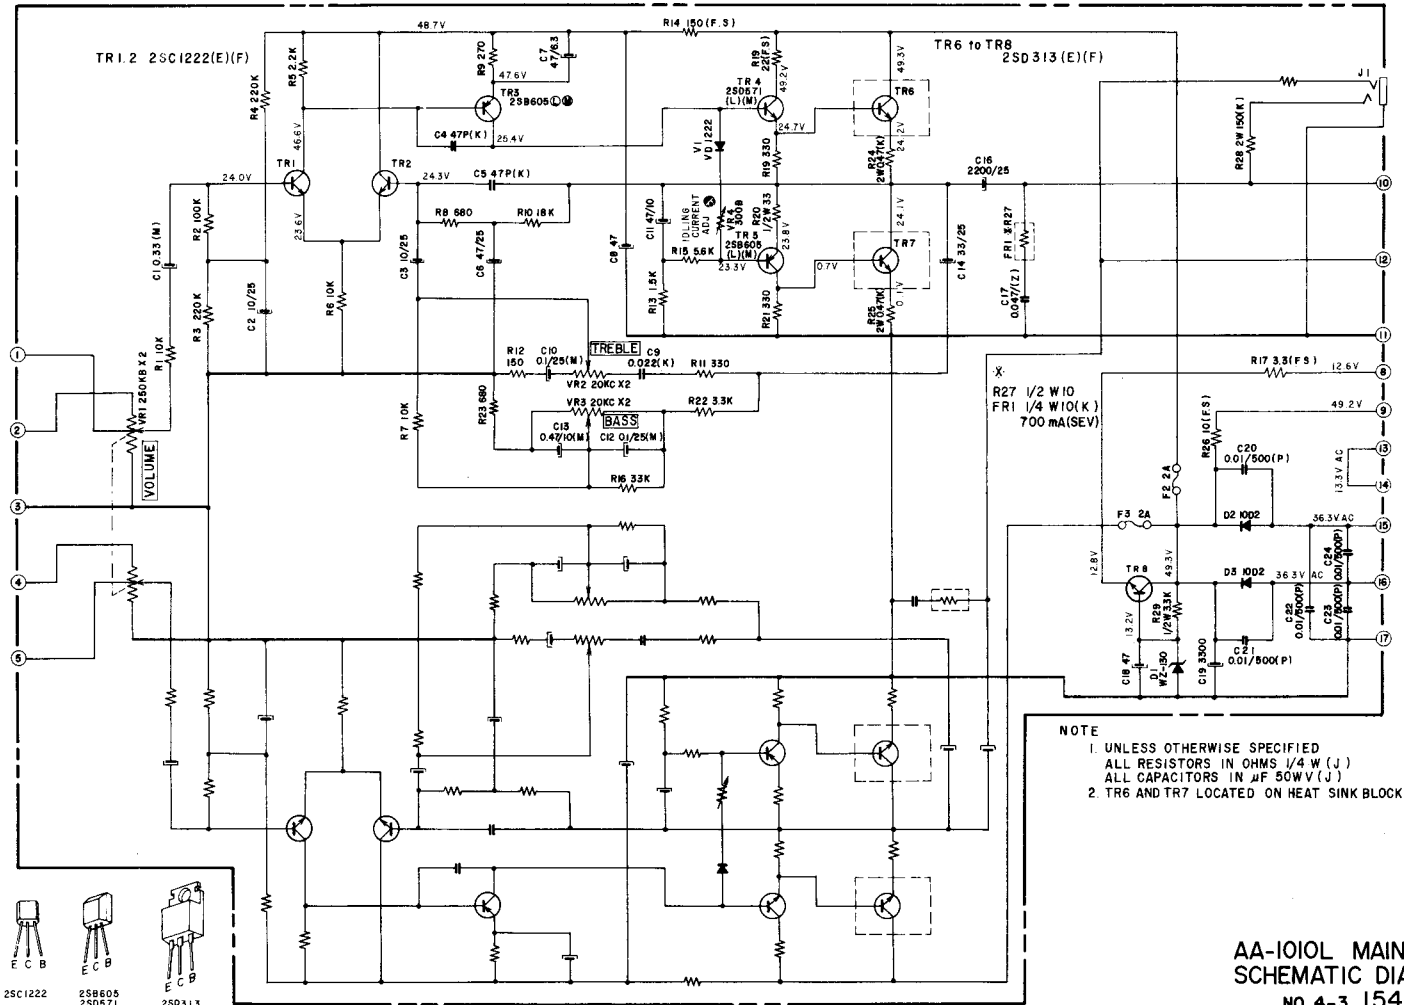 TR1.2 2SC1222(E)(F)
48.7V
R14 150(F.S)
TR6 to TR8
2SD313(E)(F)
R4 220K
R5 2.2K
R9 270
C7
47/6.3
47.6V
TR3
2SB605ⓁⓂ
46.6V
C4 47P(K)
25.4V
V1
VD1222
R19
22(F.S)
49.2V
TR4
2SD571
(L)(M)
24.7V
49.3V
TR6
24.2V
R24
2W0.47(K)
J1
R28 2W150(K)
TR1
TR2
24.0V
24.3V
C5 47P(K)
R19 330
C16
2200/25
10
23.6V
R2 100K
C1 0.33(M)
R8 680
R10 18K
C11 47/10
IDLING
CURRENT
ADJ
VR4
300B
R20
1/2W33
TR5
2SB605
(L)(M)
23.8V
24.1V
TR7
FR1 ※R27
C3 10/25
C6 47/25
C8 47
R15 5.6K
23.3V
0.7V
C14 33/25
12
R3 220K
C2 10/25
R6 10K
R13 1.5K
R21 330
0.1V
R25
2W0.47(K)
C17
0.047(Z)
11
1
R1 10K
VR1 250KB X2
R12
150
C10
0.1/25(M)
TREBLE
C9
0.022(K)
R11 330
VR2 20KC X2
R17 3.3(FS)
12.6V
8
※
R27 1/2 W10
FR1 1/4 W10(K)
700mA(SEV)
2
VOLUME
R7 10K
R23 680
VR3 20KC X2
BASS
R22 3.3K
C13
0.47/10(M)
C12 0.1/25(M)
R16 33K
49.2V
9
R26 10(F.S)
C20
0.01/500(P)
13
13.3V AC
14
3
F2 2A
F3 2A
D2 10D2
36.3V AC
15
4
12.8V
TR8
49.3V
D3 10D2
36.3V AC
C24
0.01/500(P)
16
5
13.2V
R29
1/2W3.3K
C22
0.01/500(P)
C23
0.01/500(P)
17
C18 47
D1
WZ-130
C19 3300
C21
0.01/500(P)
NOTE
1. UNLESS OTHERWISE SPECIFIED
ALL RESISTORS IN OHMS 1/4 W (J)
ALL CAPACITORS IN µF 50WV (J)
2. TR6 AND TR7 LOCATED ON HEAT SINK BLOCK
E C B
2SC1222
E C B
2SB605
2SD571
E C B
2SD313
AA-1010L MAIN
SCHEMATIC DIA
NO. 4-3 154